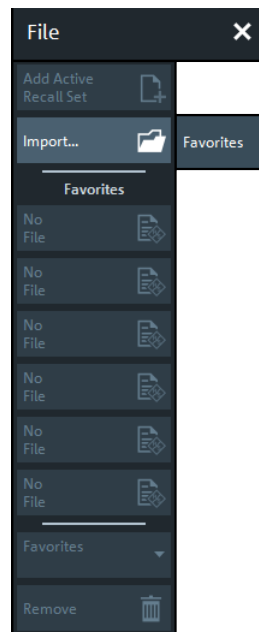 File
Add Active
Recall Set
Import...
Favorites
Favorites
No
File
No
File
No
File
No
File
No
File
No
File
Favorites
Remove